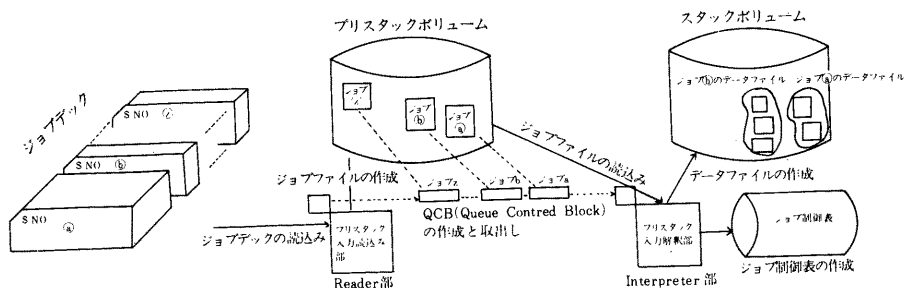 プリスタックボリューム
スタックボリューム
ジョブデック
$ NO ⓩ
$ NO ⓑ
$ NO ⓐ
ジョブ
ジョブ ⓑ
ジョブ ⓐ
ジョブⓑのデータファイル
ジョブⓐのデータファイル
ジョブファイルの作成
ジョブファイルの読込み
データファイルの作成
ジョブz
ジョブb
ジョブa
QCB(Queue Contred Block)
の作成と取出し
ジョブデックの読込み
プリスタック
入力読込み
部
Reader部
プリスタック
入力解釈部
Interpreter 部
ジョブ制御表
ジョブ制御表の作成